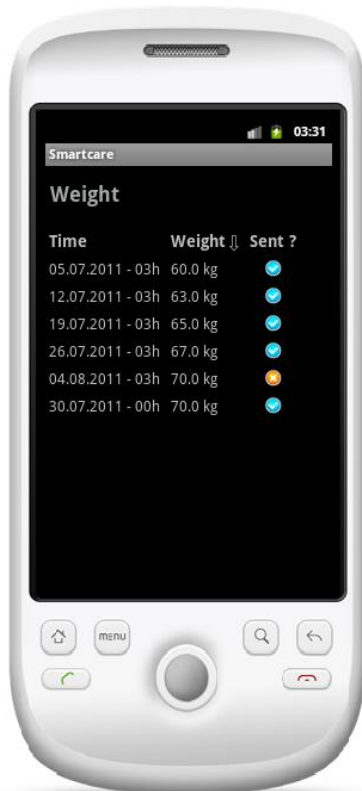 03:31
Smartcare
Weight
Time Weight ⇩ Sent ?
05.07.2011 - 03h 60.0 kg
12.07.2011 - 03h 63.0 kg
19.07.2011 - 03h 65.0 kg
26.07.2011 - 03h 67.0 kg
04.08.2011 - 03h 70.0 kg
30.07.2011 - 00h 70.0 kg
menu